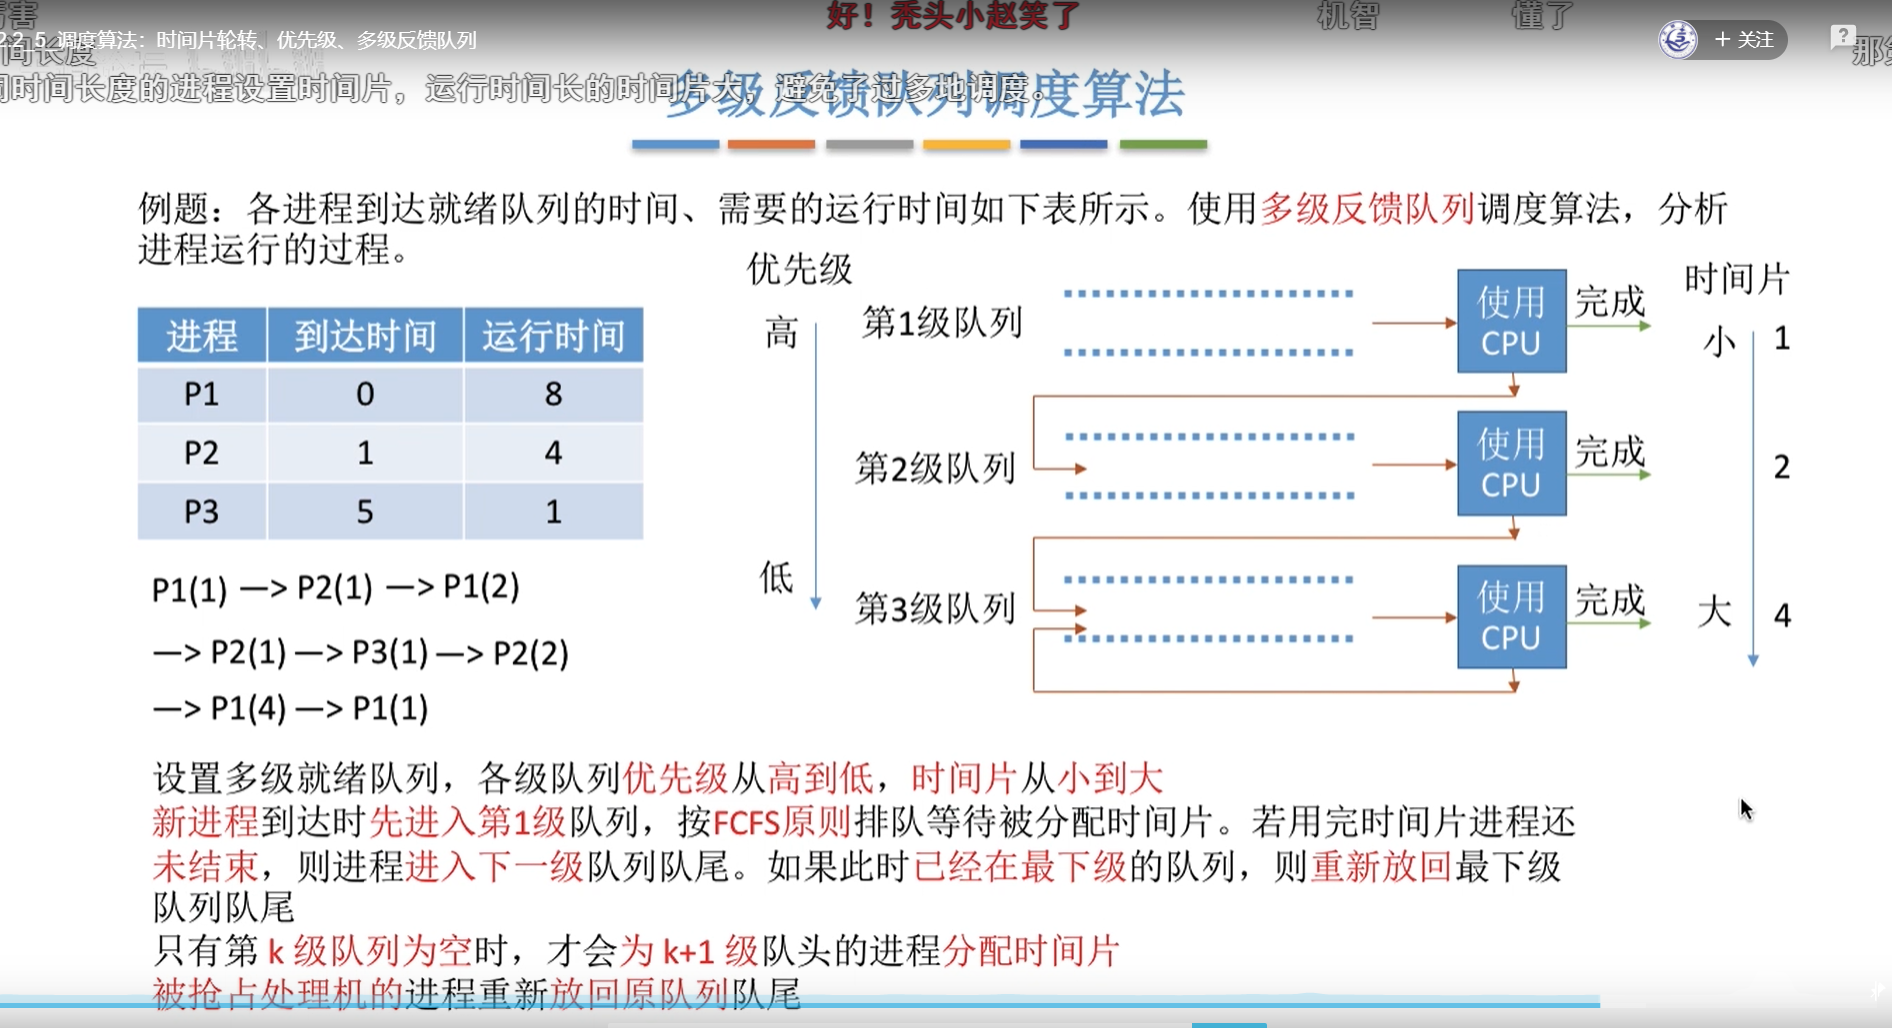 厉害
好！秃头小赵笑了
机智
懂了
2.2_5_调度算法：时间片轮转、优先级、多级反馈队列
+ 关注
?
间长度
时间长度的进程设置时间片，运行时间长的时间片大，避免了过多地调度。
多级反馈队列调度算法
例题：各进程到达就绪队列的时间、需要的运行时间如下表所示。使用多级反馈队列调度算法，分析
进程运行的过程。
进程 到达时间 运行时间
P1 0 8
P2 1 4
P3 5 1
P1(1) —> P2(1) —> P1(2)
—> P2(1) —> P3(1) —> P2(2)
—> P1(4) —> P1(1)
优先级
高
低
第1级队列
使用
CPU
完成
第2级队列
使用
CPU
完成
第3级队列
使用
CPU
完成
时间片
小 1
2
大 4
设置多级就绪队列，各级队列优先级从高到低，时间片从小到大
新进程到达时先进入第1级队列，按FCFS原则排队等待被分配时间片。若用完时间片进程还
未结束，则进程进入下一级队列队尾。如果此时已经在最下级的队列，则重新放回最下级
队列队尾
只有第 k 级队列为空时，才会为 k+1 级队头的进程分配时间片
被抢占处理机的进程重新放回原队列队尾